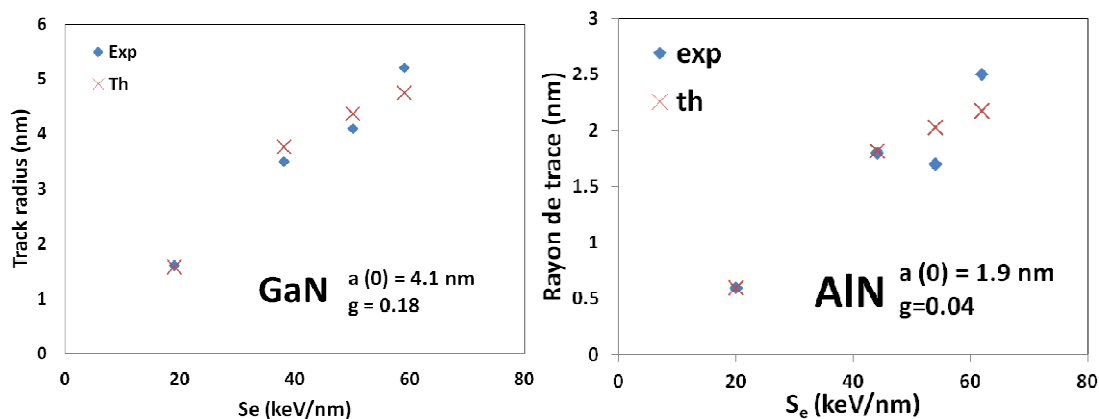 6
5
4
3
2
1
0
Track radius (nm)
Exp
Th
GaN
a (0) = 4.1 nm
g = 0.18
0 20 40 60 80
Se (keV/nm)
3
2.5
2
1.5
1
0.5
0
Rayon de trace (nm)
exp
th
AlN
a (0) = 1.9 nm
g=0.04
0 20 40 60 80
Se (keV/nm)